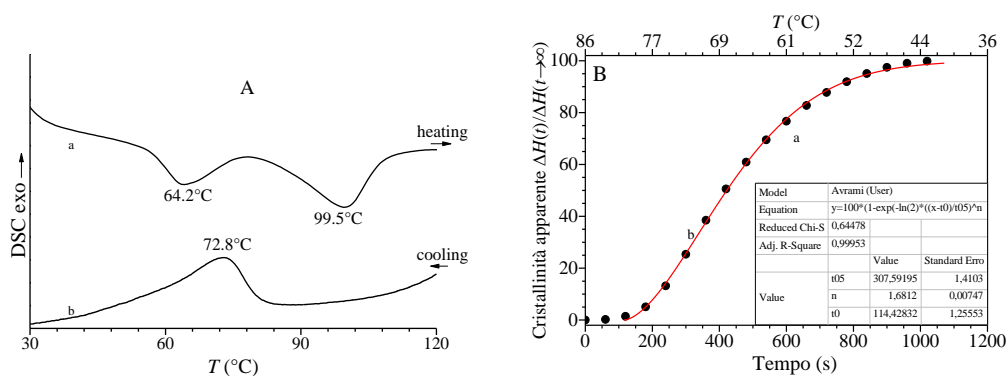 A
a
heating
64.2°C
99.5°C
72.8°C
cooling
b
DSC exo
30 60 90 120
T (°C)
T (°C)
86 77 69 61 52 44 36
B
Cristallinità apparente ΔH(t)/ΔH(t→∞)
100
80
60
40
20
0
a
b
Model Avrami (User)
Equation y=100*(1-exp(-ln(2)*((x-t0)/t05)^n
Reduced Chi-S 0,64478
Adj. R-Square 0,99953
Value Standard Erro
t05 307,59195 1,4103
Value n 1,6812 0,00747
t0 114,42832 1,25553
0 200 400 600 800 1000 1200
Tempo (s)